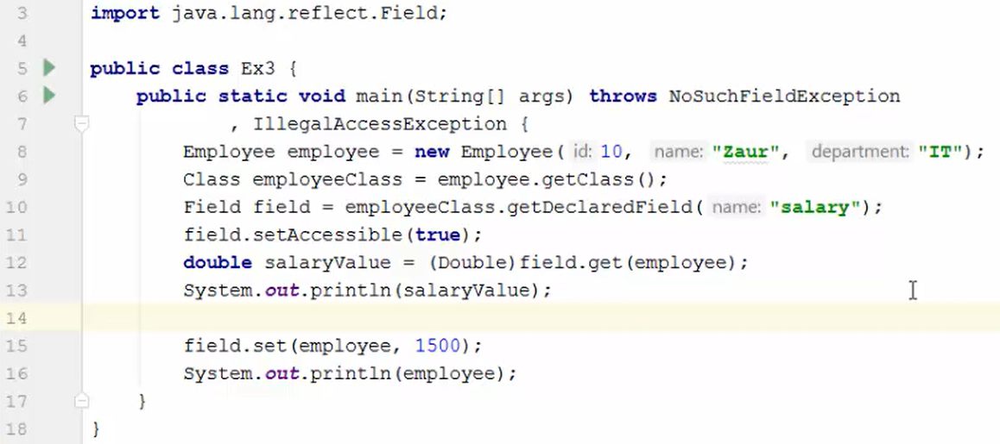 3 import java.lang.reflect.Field;
4
5 public class Ex3 {
6 public static void main(String[] args) throws NoSuchFieldException
7 , IllegalAccessException {
8 Employee employee = new Employee( id: 10, name: "Zaur", department: "IT");
9 Class employeeClass = employee.getClass();
10 Field field = employeeClass.getDeclaredField( name: "salary");
11 field.setAccessible(true);
12 double salaryValue = (Double)field.get(employee);
13 System.out.println(salaryValue);
14
15 field.set(employee, 1500);
16 System.out.println(employee);
17 }
18 }